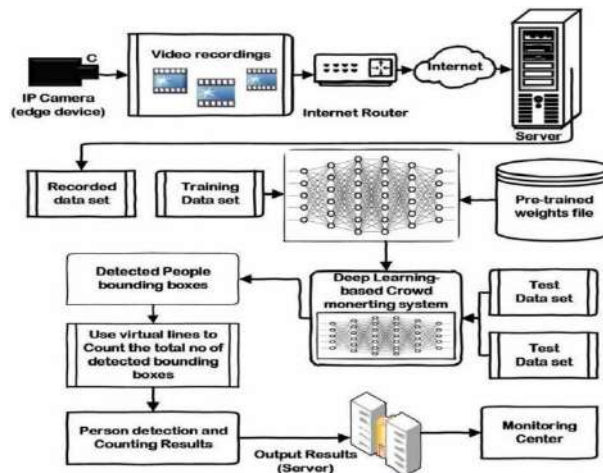 C
IP Camera
(edge device)
Video recordings
Internet Router
Internet
Server
Recorded
data set
Training
Data set
Pre-trained
weights file
Detected People
bounding boxes
Deep Learning-
based Crowd
monerting system
Test
Data set
Test
Data set
Use virtual lines to
Count the total no of
detected bounding
boxes
Person detection and
Counting Results
Output Results
(Server)
Monitoring
Center